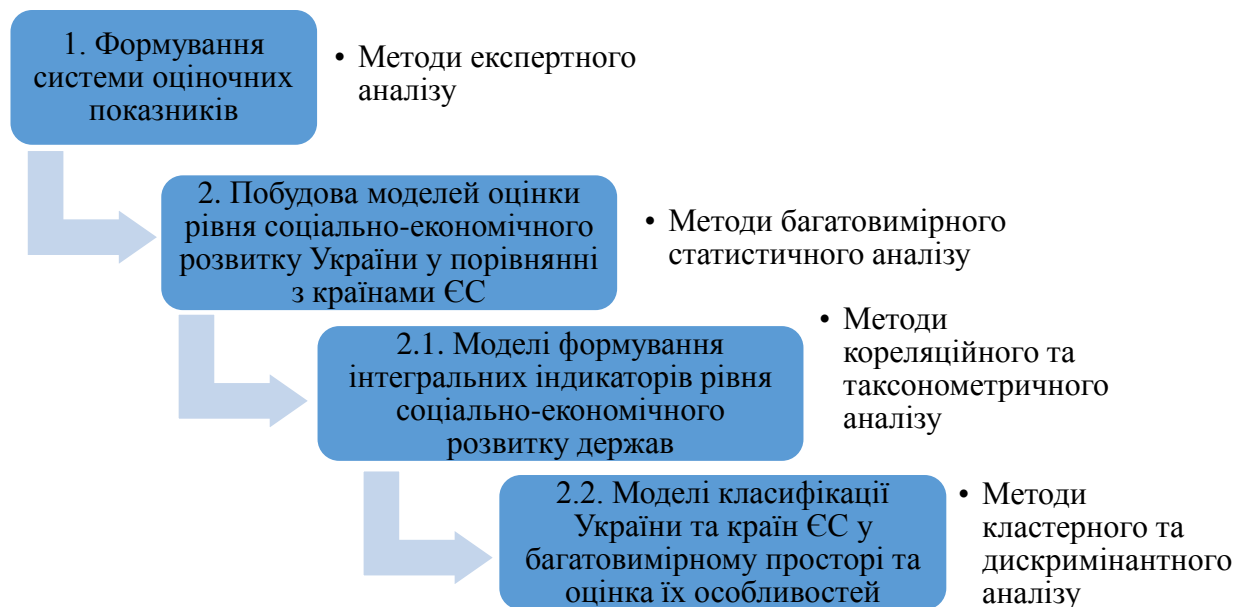 1. Формування
системи оціночних
показників
• Методи експертного
аналізу
2. Побудова моделей оцінки
рівня соціально-економічного
розвитку України у порівнянні
з країнами ЄС
• Методи багатовимірного
статистичного аналізу
2.1. Моделі формування
інтегральних індикаторів рівня
соціально-економічного
розвитку держав
• Методи
кореляційного та
таксонометричного
аналізу
2.2. Моделі класифікації
України та країн ЄС у
багатовимірному просторі та
оцінка їх особливостей
• Методи
кластерного та
дискримінантного
аналізу